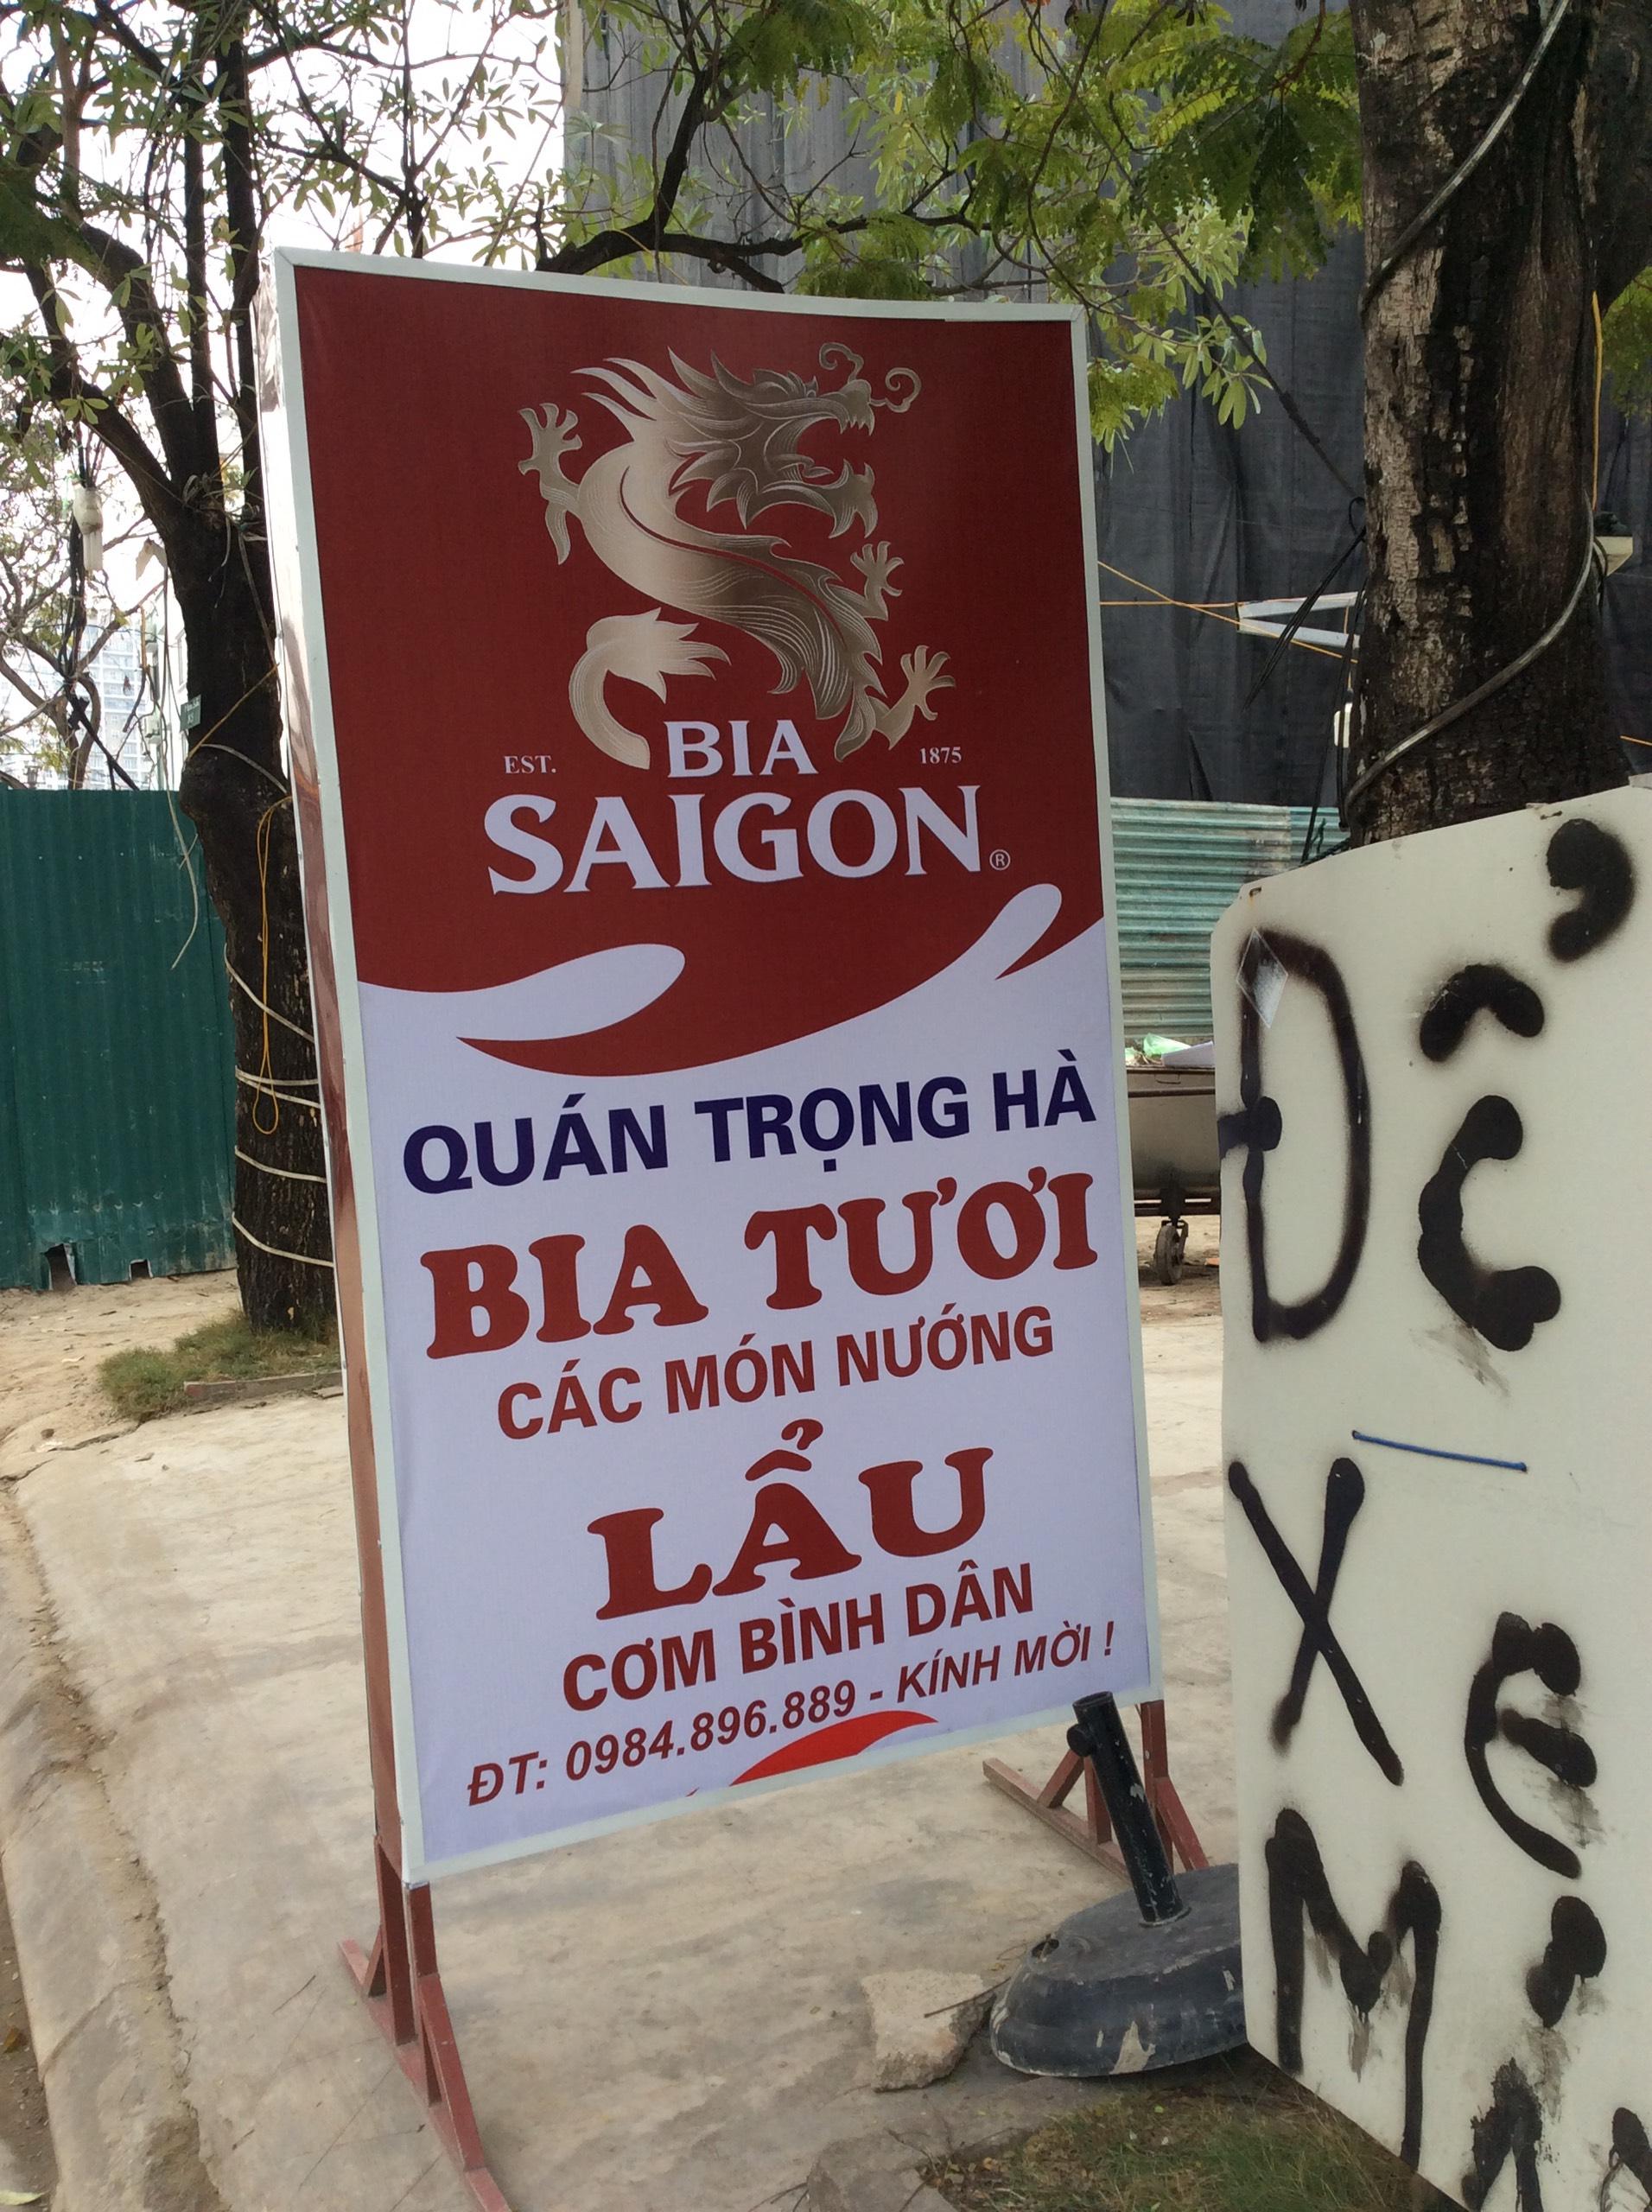 BIA
EST. 1875
SAIGON®
QUÁN TRỌNG HÀ
BIA TƯƠI
CÁC MÓN NƯỚNG
LẨU
CƠM BÌNH DÂN
ĐT: 0984.896.889 - KÍNH MỜI !
ĐỔ
XE
M